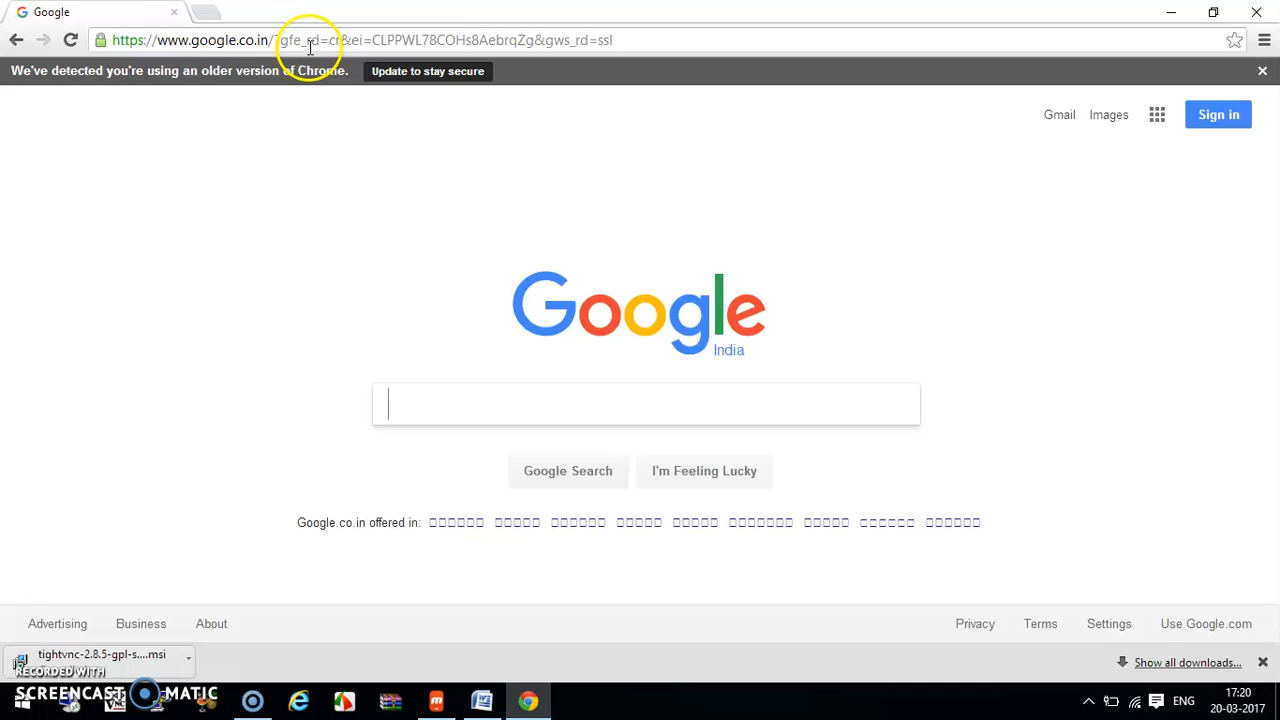 Google
https://www.google.co.in/?gfe_rd=cr&ei=CLPPWL78COHs8AebrqZg&gws_rd=ssl
We've detected you're using an older version of Chrome. Update to stay secure
Gmail Images Sign in
Google
India
Google Search I'm Feeling Lucky
Google.co.in offered in:
Advertising Business About Privacy Terms Settings Use Google.com
tightvnc-2.8.5-gpl-s....msi Show all downloads...
RECORDED WITH
SCREENCAST MATIC
ENG
17:20
20-03-2017